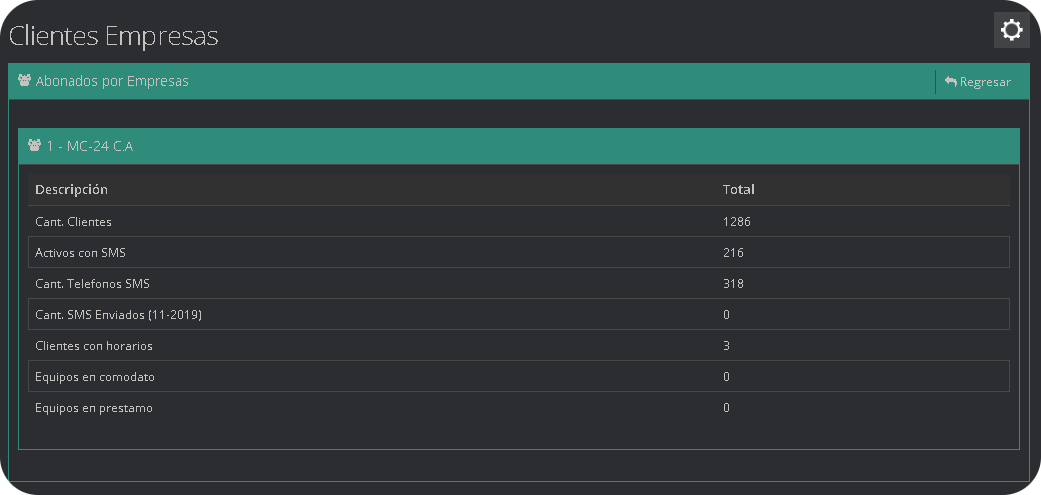 Clientes Empresas
Abonados por Empresas Regresar
1 - MC-24 C.A
Descripción Total
Cant. Clientes 1286
Activos con SMS 216
Cant. Telefonos SMS 318
Cant. SMS Enviados (11-2019) 0
Clientes con horarios 3
Equipos en comodato 0
Equipos en prestamo 0